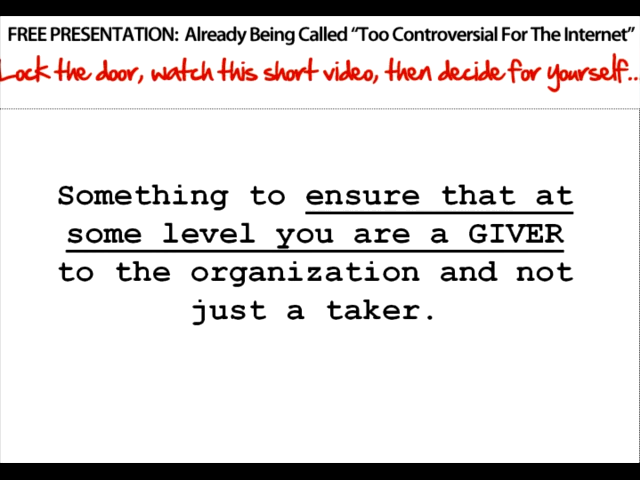 FREE PRESENTATION: Already Being Called “Too Controversial For The Internet”
Lock the door, watch this short video, then decide for yourself...
Something to ensure that at
some level you are a GIVER
to the organization and not
just a taker.